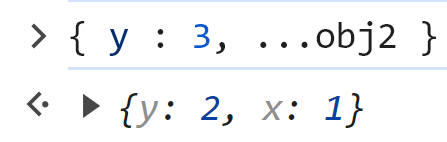 { y : 3, ...obj2 }
{y: 2, x: 1}